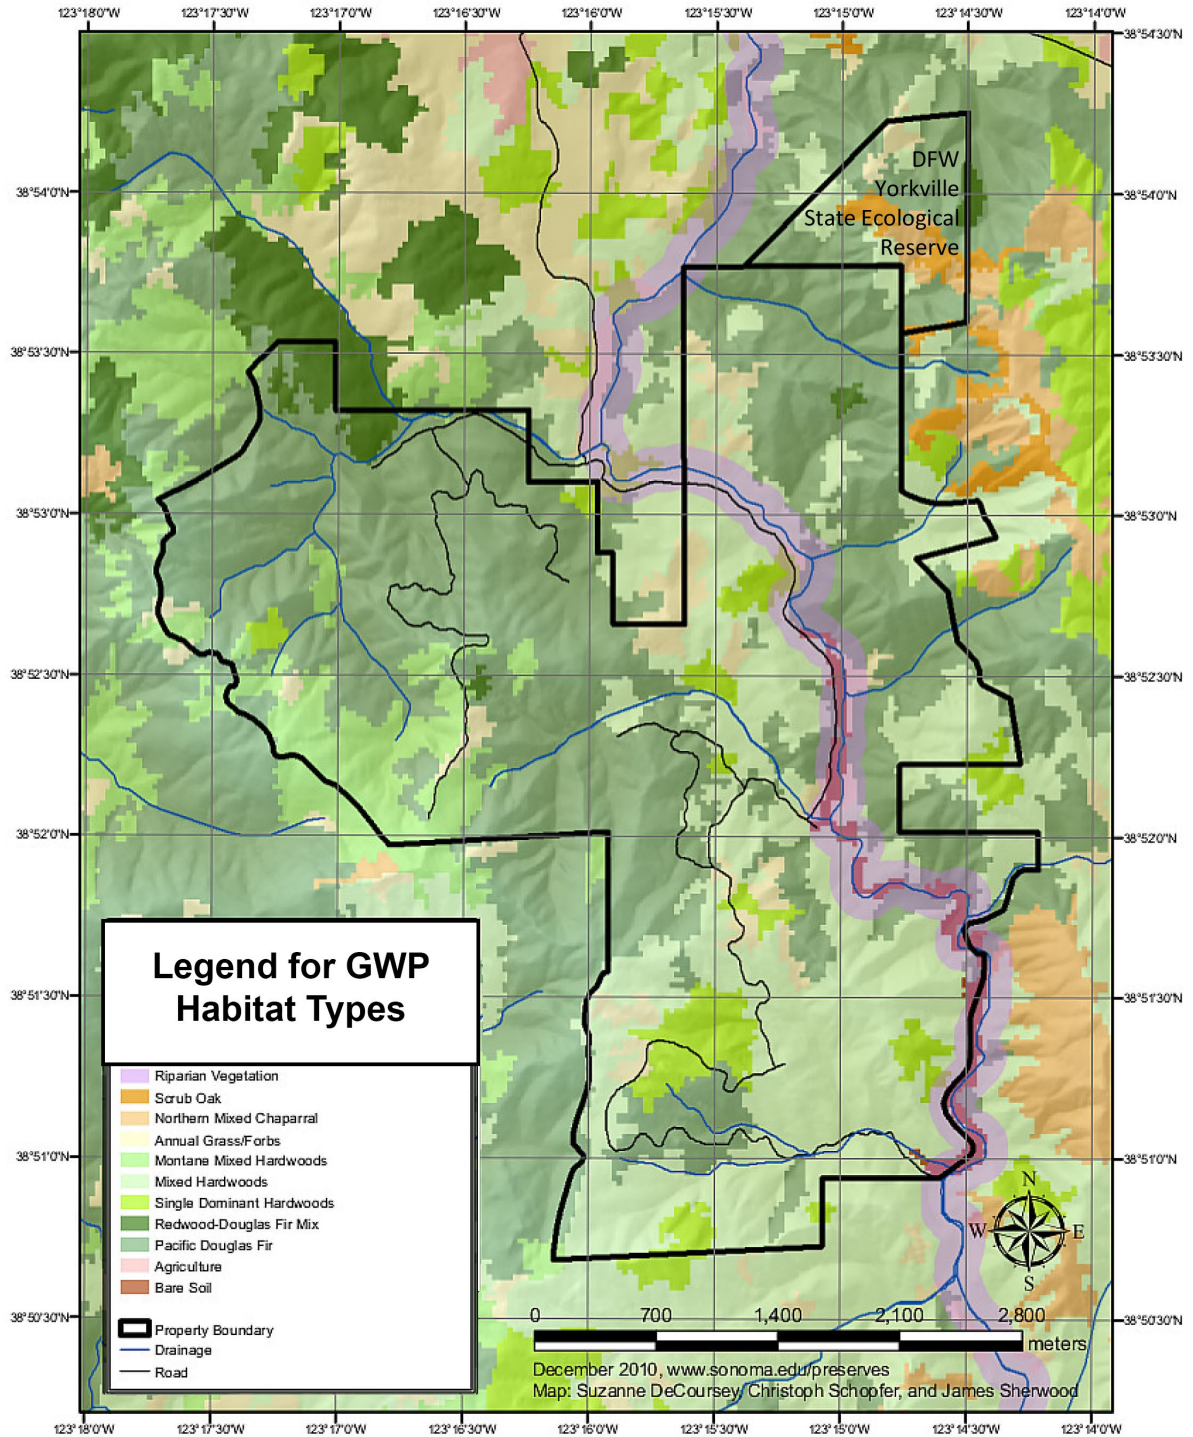 123°18'0"W 123°17'30"W 123°17'0"W 123°16'30"W 123°16'0"W 123°15'30"W 123°15'0"W 123°14'30"W 123°14'0"W
38°54'30"N 38°54'30"N
DFW
Yorkville
State Ecological
Reserve
38°54'0"N 38°54'0"N
38°53'30"N 38°53'30"N
38°53'0"N 38°53'0"N
38°52'30"N 38°52'30"N
38°52'0"N 38°52'0"N
38°51'30"N 38°51'30"N
38°51'0"N 38°51'0"N
38°50'30"N 38°50'30"N
Legend for GWP
Habitat Types
Riparian Vegetation
Scrub Oak
Northern Mixed Chaparral
Annual Grass/Forbs
Montane Mixed Hardwoods
Mixed Hardwoods
Single Dominant Hardwoods
Redwood-Douglas Fir Mix
Pacific Douglas Fir
Agriculture
Bare Soil
Property Boundary
Drainage
Road
N
W E
S
0 700 1,400 2,100 2,800
meters
December 2010, www.sonoma.edu/preserves
Map: Suzanne DeCoursey, Christoph Schopfer, and James Sherwood
123°18'0"W 123°17'30"W 123°17'0"W 123°16'30"W 123°16'0"W 123°15'30"W 123°15'0"W 123°14'30"W 123°14'0"W